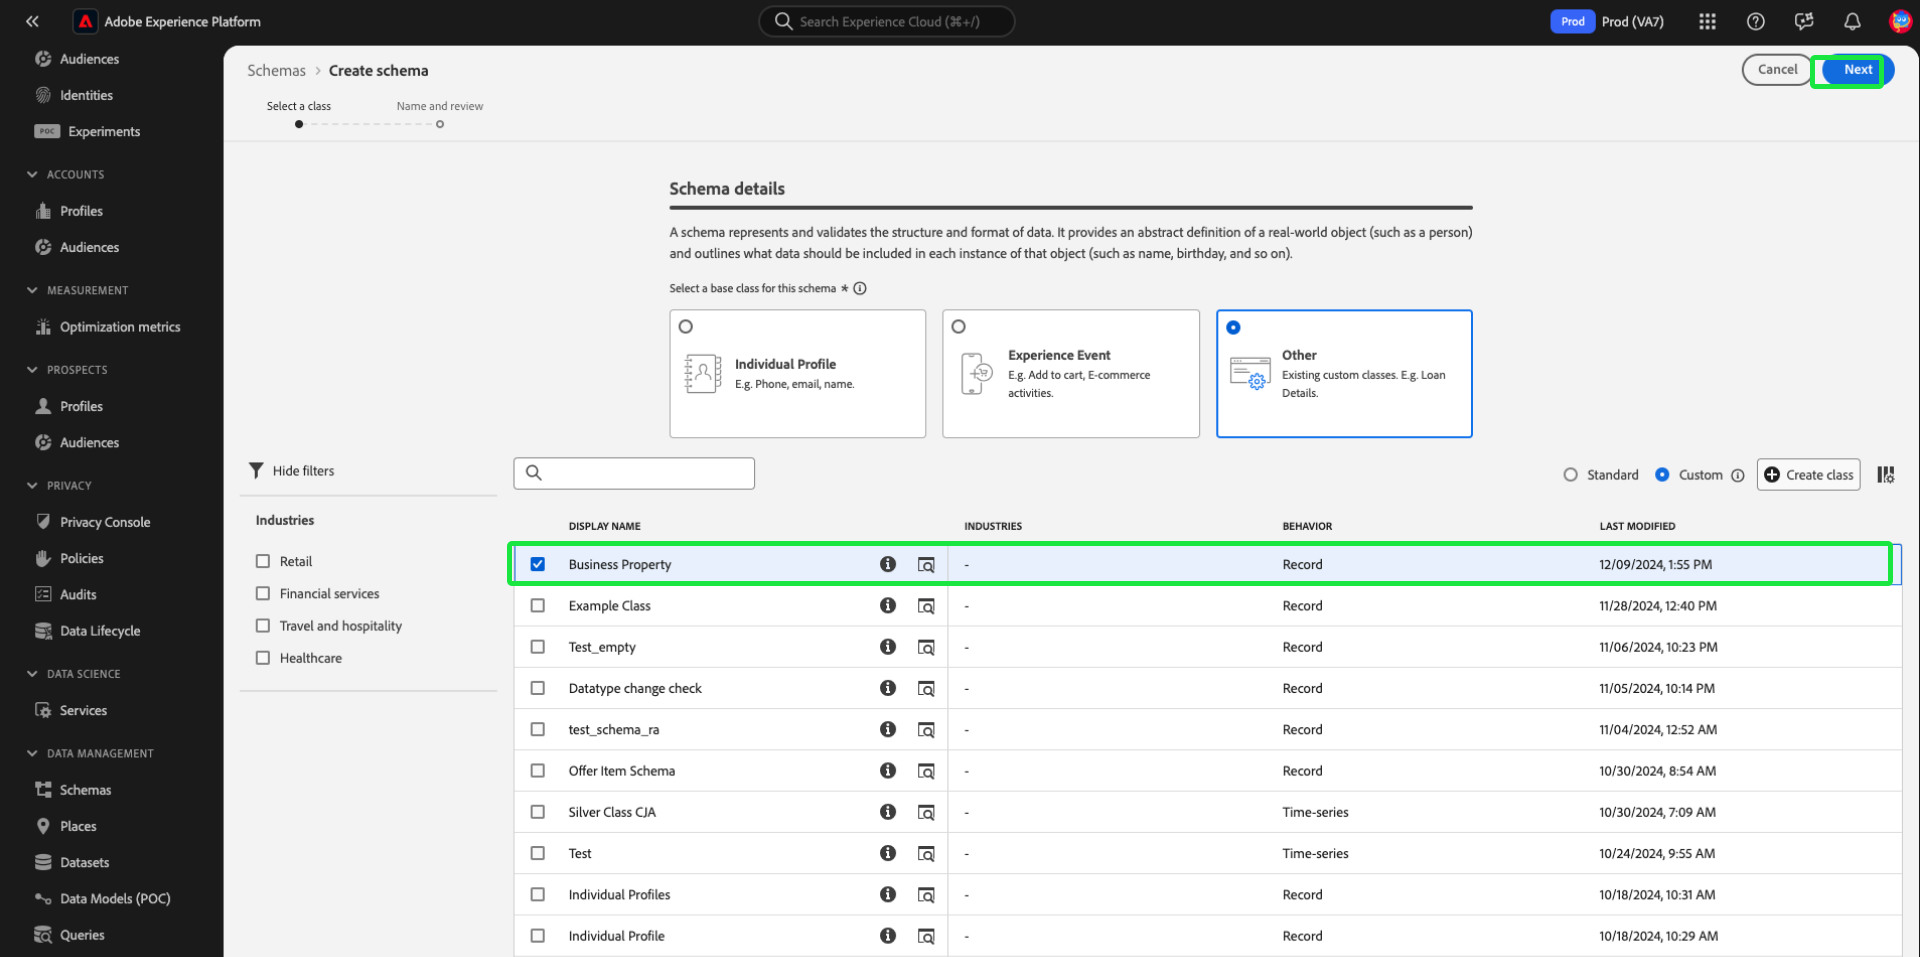 Adobe Experience Platform
Search Experience Cloud (⌘+/)
Prod
Prod (VA7)
Audiences
Identities
POC Experiments
ACCOUNTS
Profiles
Audiences
MEASUREMENT
Optimization metrics
PROSPECTS
Profiles
Audiences
PRIVACY
Privacy Console
Policies
Audits
Data Lifecycle
DATA SCIENCE
Services
DATA MANAGEMENT
Schemas
Places
Datasets
Data Models (POC)
Queries
Schemas > Create schema
Cancel
Next
Select a class
Name and review
Schema details
A schema represents and validates the structure and format of data. It provides an abstract definition of a real-world object (such as a person)
and outlines what data should be included in each instance of that object (such as name, birthday, and so on).
Select a base class for this schema *
Individual Profile
E.g. Phone, email, name.
Experience Event
E.g. Add to cart, E-commerce
activities.
Other
Existing custom classes. E.g. Loan
Details.
Hide filters
Industries
Retail
Financial services
Travel and hospitality
Healthcare
Standard
Custom
Create class
DISPLAY NAME INDUSTRIES BEHAVIOR LAST MODIFIED
Business Property - Record 12/09/2024, 1:55 PM
Example Class - Record 11/28/2024, 12:40 PM
Test_empty - Record 11/06/2024, 10:23 PM
Datatype change check - Record 11/05/2024, 10:14 PM
test_schema_ra - Record 11/04/2024, 12:52 AM
Offer Item Schema - Record 10/30/2024, 8:54 AM
Silver Class CJA - Time-series 10/30/2024, 7:09 AM
Test - Time-series 10/24/2024, 9:55 AM
Individual Profiles - Record 10/18/2024, 10:31 AM
Individual Profile - Record 10/18/2024, 10:29 AM